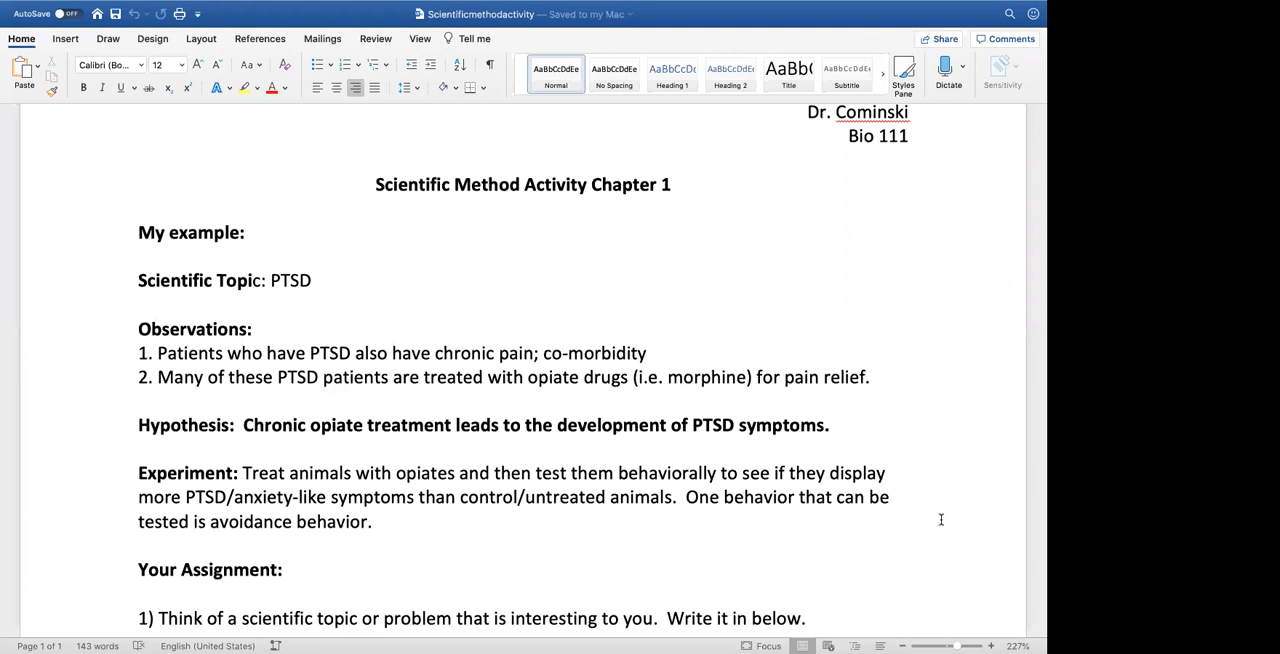 AutoSave OFF
Scientificmethodactivity — Saved to my Mac
Home Insert Draw Design Layout References Mailings Review View Tell me
Share Comments
Paste
Calibri (Bo... 12
AaBbCcDdEe AaBbCcDdEe AaBbCcDc AaBbCcDdEe AaBb( AaBbCcDdEe
Normal No Spacing Heading 1 Heading 2 Title Subtitle
Styles Pane
Dictate
Sensitivity
Dr. Cominski
Bio 111
Scientific Method Activity Chapter 1
My example:
Scientific Topic: PTSD
Observations:
1. Patients who have PTSD also have chronic pain; co-morbidity
2. Many of these PTSD patients are treated with opiate drugs (i.e. morphine) for pain relief.
Hypothesis: Chronic opiate treatment leads to the development of PTSD symptoms.
Experiment: Treat animals with opiates and then test them behaviorally to see if they display
more PTSD/anxiety-like symptoms than control/untreated animals. One behavior that can be
tested is avoidance behavior.
Your Assignment:
1) Think of a scientific topic or problem that is interesting to you. Write it in below.
Page 1 of 1 143 words English (United States) Focus 227%